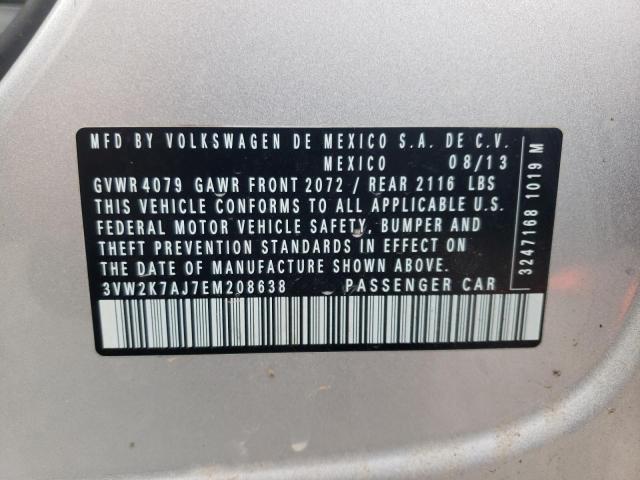 MFD BY VOLKSWAGEN DE MEXICO S.A. DE C.V.
MEXICO 08/13
GVWR 4079 GAWR FRONT 2072 / REAR 2116 LBS
THIS VEHICLE CONFORMS TO ALL APPLICABLE U.S.
FEDERAL MOTOR VEHICLE SAFETY, BUMPER AND
THEFT PREVENTION STANDARDS IN EFFECT ON
THE DATE OF MANUFACTURE SHOWN ABOVE.
3VW2K7AJ7EM208638 PASSENGER CAR
3247168 1019 M